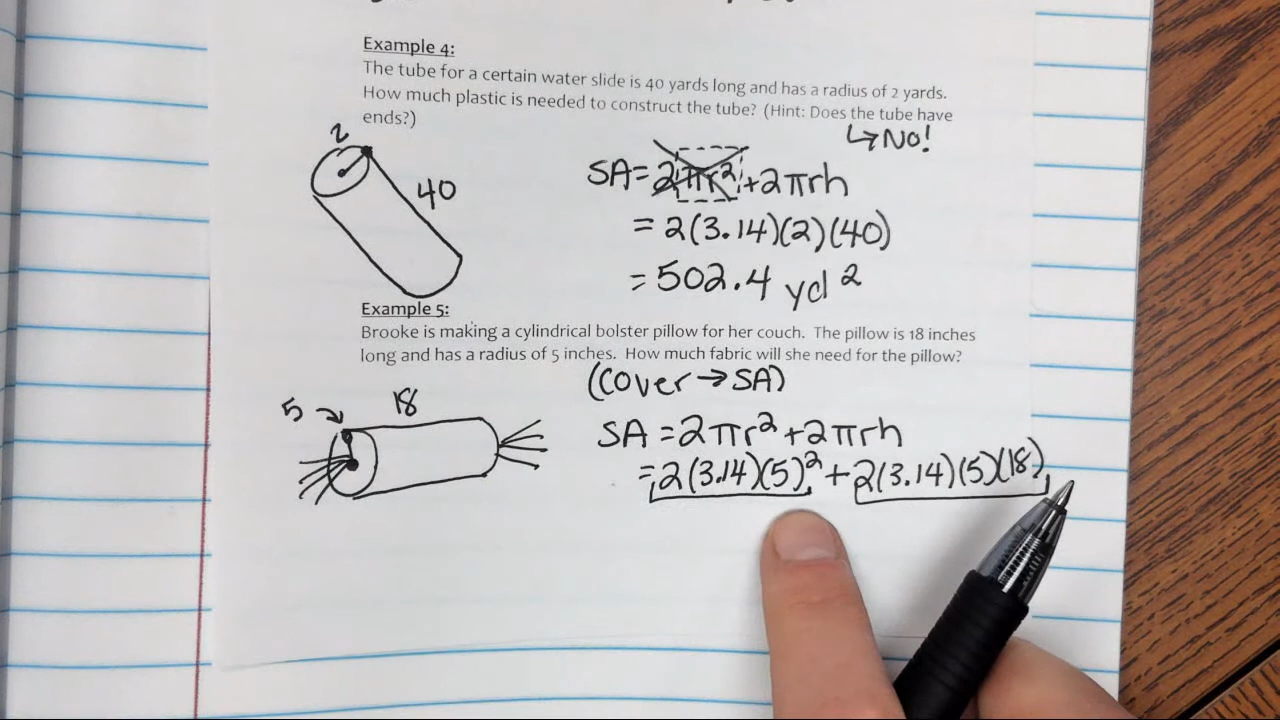 Example 4:
The tube for a certain water slide is 40 yards long and has a radius of 2 yards.
How much plastic is needed to construct the tube? (Hint: Does the tube have
ends?)
↳ No!
2
40
SA = 2πr² + 2πrh
= 2(3.14)(2)(40)
= 502.4 yd²
Example 5:
Brooke is making a cylindrical bolster pillow for her couch. The pillow is 18 inches
long and has a radius of 5 inches. How much fabric will she need for the pillow?
(cover → SA)
5
18
SA = 2πr² + 2πrh
= 2(3.14)(5)² + 2(3.14)(5)(18)